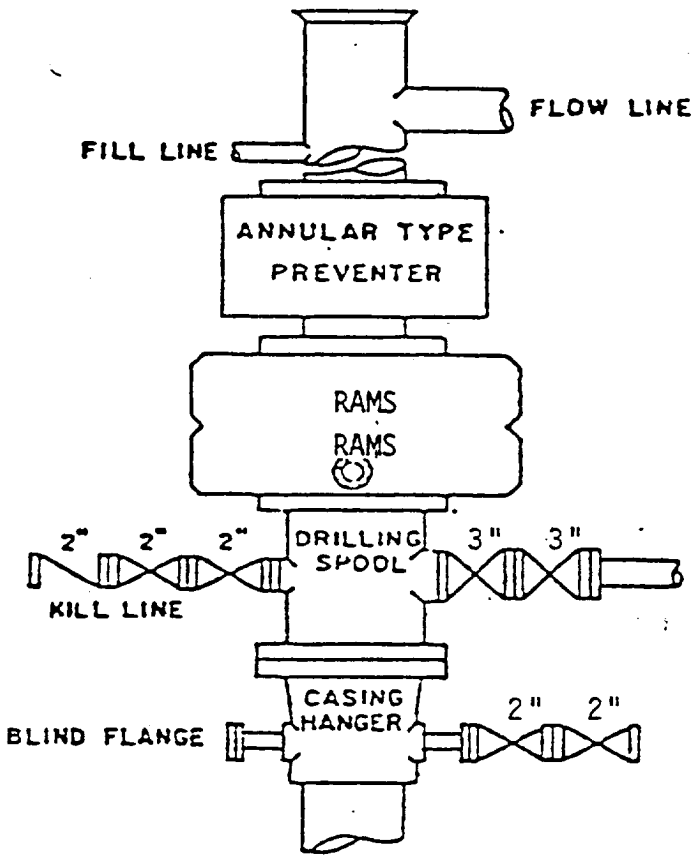 FLOW LINE
FILL LINE
ANNULAR TYPE
PREVENTER
RAMS
RAMS
2" 2" 2"
DRILLING
SPOOL
3" 3"
KILL LINE
CASING
HANGER
2" 2"
BLIND FLANGE